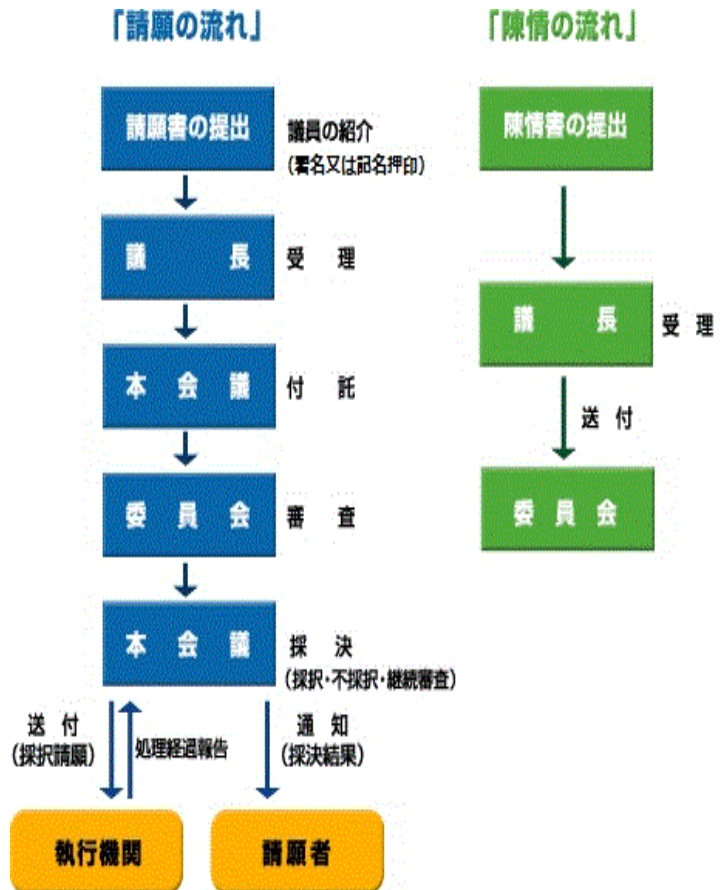 「請願の流れ」
請願書の提出
議員の紹介
(署名又は記名押印)
議長
受理
本会議
付託
委員会
審査
本会議
採決
(採択・不採択・継続審査)
送付
(採択請願)
処理経過報告
通知
(採決結果)
執行機関
請願者
「陳情の流れ」
陳情書の提出
議長
受理
送付
委員会